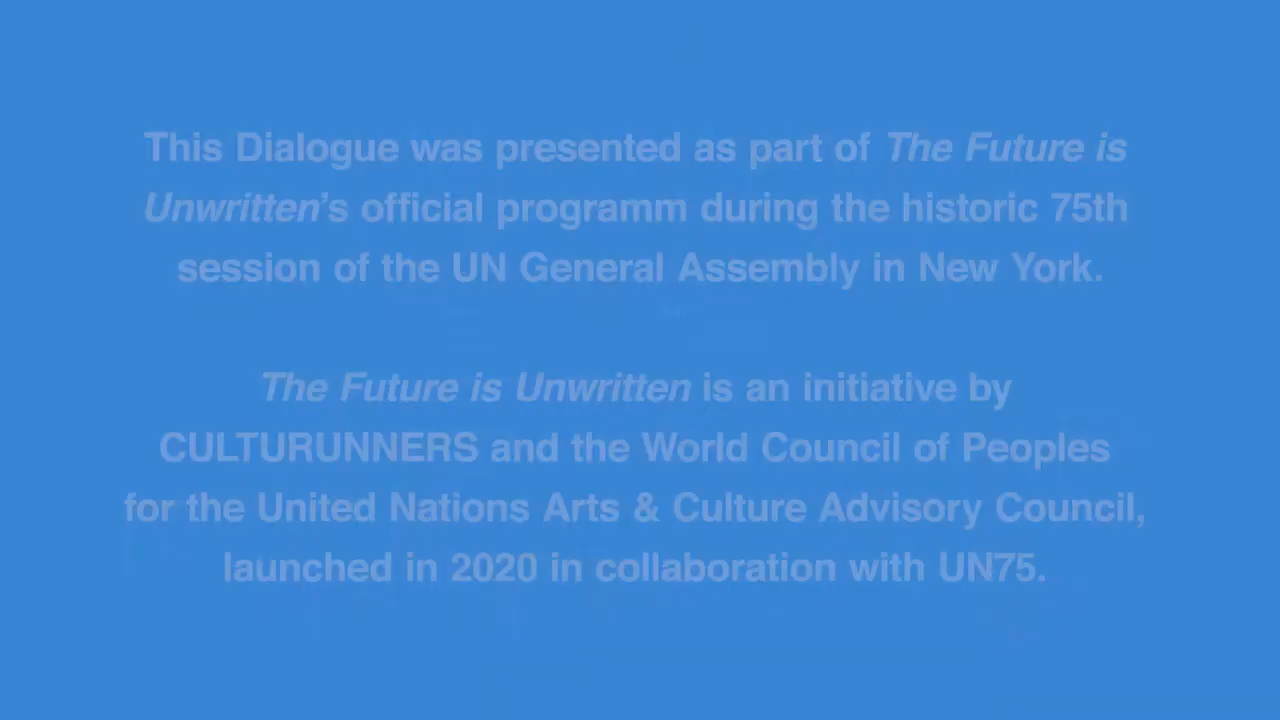 This Dialogue was presented as part of The Future is
Unwritten's official programm during the historic 75th
session of the UN General Assembly in New York.
The Future is Unwritten is an initiative by
CULTURUNNERS and the World Council of Peoples
for the United Nations Arts & Culture Advisory Council,
launched in 2020 in collaboration with UN75.